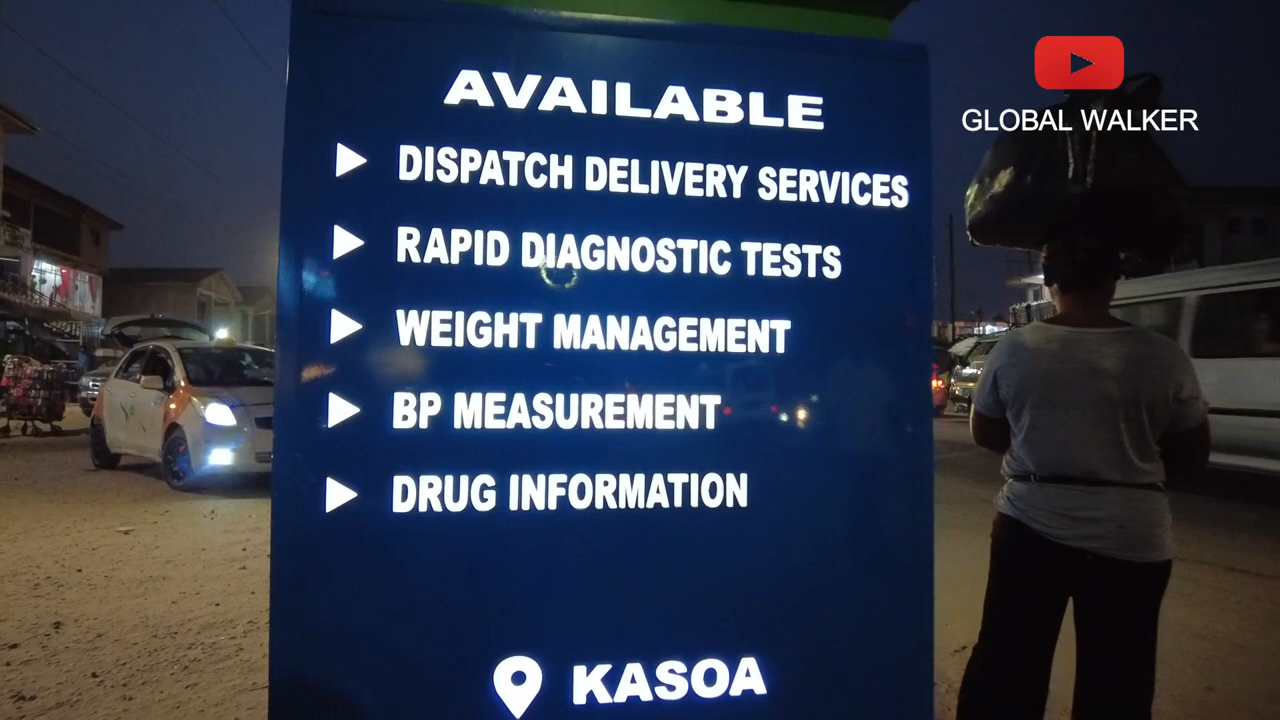 AVAILABLE
DISPATCH DELIVERY SERVICES
RAPID DIAGNOSTIC TESTS
WEIGHT MANAGEMENT
BP MEASUREMENT
DRUG INFORMATION
KASOA
GLOBAL WALKER